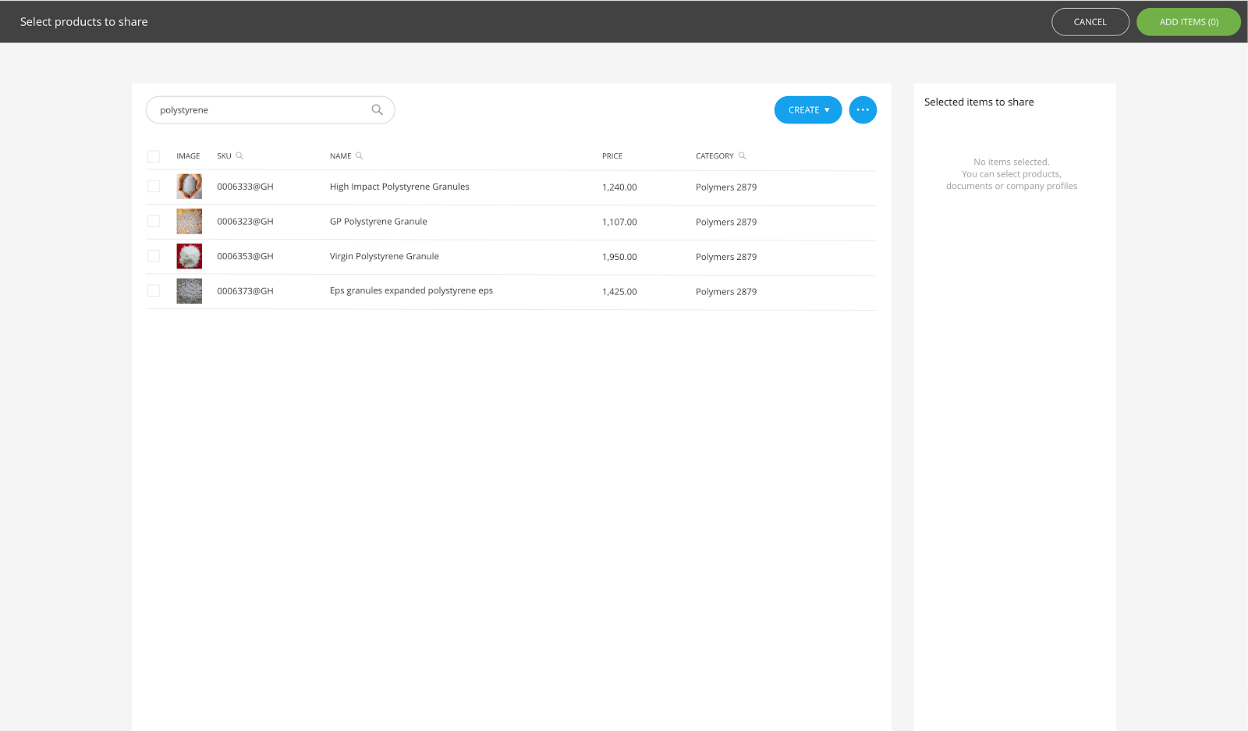 Select products to share
CANCEL
ADD ITEMS (0)
polystyrene
CREATE
Selected items to share
No items selected.
You can select products,
documents or company profiles
IMAGE SKU NAME PRICE CATEGORY
0006333@GH High Impact Polystyrene Granules 1,240.00 Polymers 2879
0006323@GH GP Polystyrene Granule 1,107.00 Polymers 2879
0006353@GH Virgin Polystyrene Granule 1,950.00 Polymers 2879
0006373@GH Eps granules expanded polystyrene eps 1,425.00 Polymers 2879